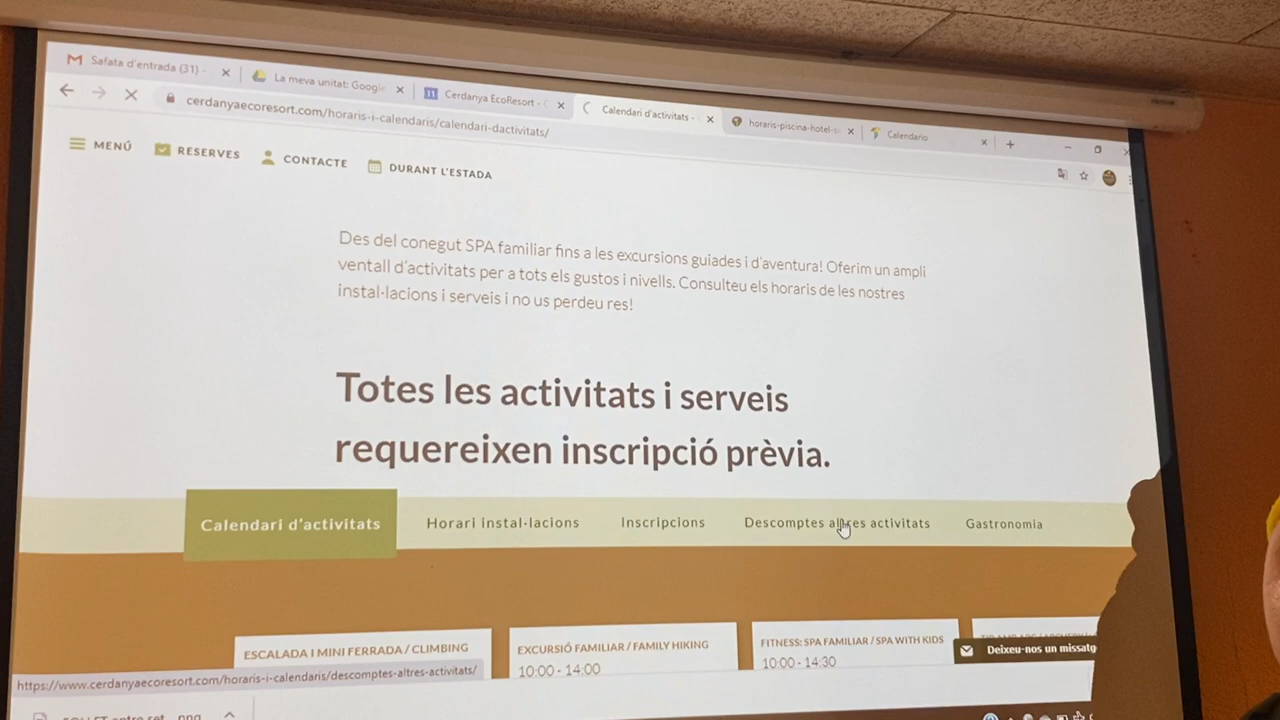 Safata d'entrada (31) -
La meva unitat: Google
Cerdanya EcoResort -
Calendari d'activitats -
horaris-piscina-hotel-s
Calendario
cerdanyaecoresort.com/horaris-i-calendaris/calendari-dactivitats/
MENÚ
RESERVES
CONTACTE
DURANT L'ESTADA
Des del conegut SPA familiar fins a les excursions guiades i d'aventura! Oferim un ampli
ventall d'activitats per a tots els gustos i nivells. Consulteu els horaris de les nostres
instal·lacions i serveis i no us perdeu res!
Totes les activitats i serveis
requereixen inscripció prèvia.
Calendari d'activitats
Horari instal·lacions
Inscripcions
Descomptes altres activitats
Gastronomia
ESCALADA I MINI FERRADA / CLIMBING
EXCURSIÓ FAMILIAR / FAMILY HIKING
10:00 - 14:00
FITNESS: SPA FAMILIAR / SPA WITH KIDS
10:00 - 14:30
Deixeu-nos un missatg
https://www.cerdanyaecoresort.com/horaris-i-calendaris/descomptes-altres-activitats/